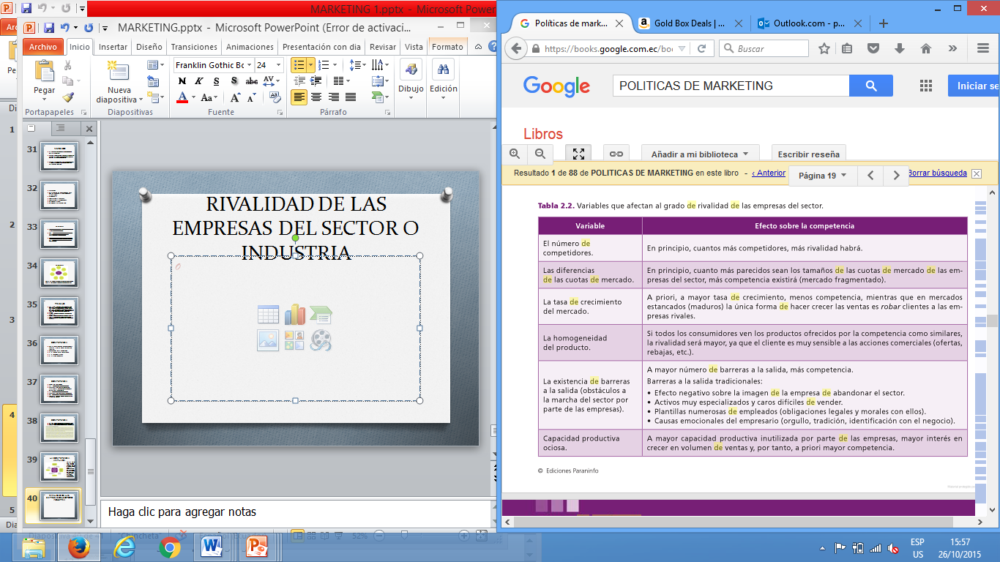 MARKETING 1.pptx - Microsoft Power
MARKETING.pptx - Microsoft PowerPoint (Error de activaci...
Archivo
Inicio
Insertar
Diseño
Transiciones
Animaciones
Presentación con dia
Revisar
Vista
Formato
Pegar
Nueva
diapositiva
Franklin Gothic Bc
24
N K S S abc AV
A Aa A A
Dibujo
Edición
Portapapeles
Diapositivas
Fuente
Párrafo
1
2
3
4
5
31
32
33
34
35
36
37
38
39
40
RIVALIDAD DE LAS
EMPRESAS DEL SECTOR O
INDUSTRIA
Haga clic para agregar notas
52%
Políticas de mark...
Gold Box Deals | ...
Outlook.com - p...
https://books.google.com.ec/boo
Buscar
Google
POLITICAS DE MARKETING
Iniciar se
Libros
Añadir a mi biblioteca
Escribir reseña
Resultado 1 de 88 de POLITICAS DE MARKETING en este libro - ‹ Anterior
Página 19
Borrar búsqueda
Tabla 2.2. Variables que afectan al grado de rivalidad de las empresas del sector.
Variable
Efecto sobre la competencia
El número de
competidores.
En principio, cuantos más competidores, más rivalidad habrá.
Las diferencias
de las cuotas de mercado.
En principio, cuanto más parecidos sean los tamaños de las cuotas de mercado de las em-
presas del sector, más competencia existirá (mercado fragmentado).
La tasa de crecimiento
del mercado.
A priori, a mayor tasa de crecimiento, menos competencia, mientras que en mercados
estancados (maduros) la única forma de hacer crecer las ventas es robar clientes a las em-
presas rivales.
La homogeneidad
del producto.
Si todos los consumidores ven los productos ofrecidos por la competencia como similares,
la rivalidad será mayor, ya que el cliente es muy sensible a las acciones comerciales (ofertas,
rebajas, etc.).
La existencia de barreras
a la salida (obstáculos a
la marcha del sector por
parte de las empresas).
A mayor número de barreras a la salida, más competencia.
Barreras a la salida tradicionales:
• Efecto negativo sobre la imagen de la empresa de abandonar el sector.
• Activos muy especializados y caros difíciles de vender.
• Plantillas numerosas de empleados (obligaciones legales y morales con ellos).
• Causas emocionales del empresario (orgullo, tradición, identificación con el negocio).
Capacidad productiva
ociosa.
A mayor capacidad productiva inutilizada por parte de las empresas, mayor interés en
crecer en volumen de ventas y, por tanto, a priori mayor competencia.
© Ediciones Paraninfo
ESP
US
15:57
26/10/2015